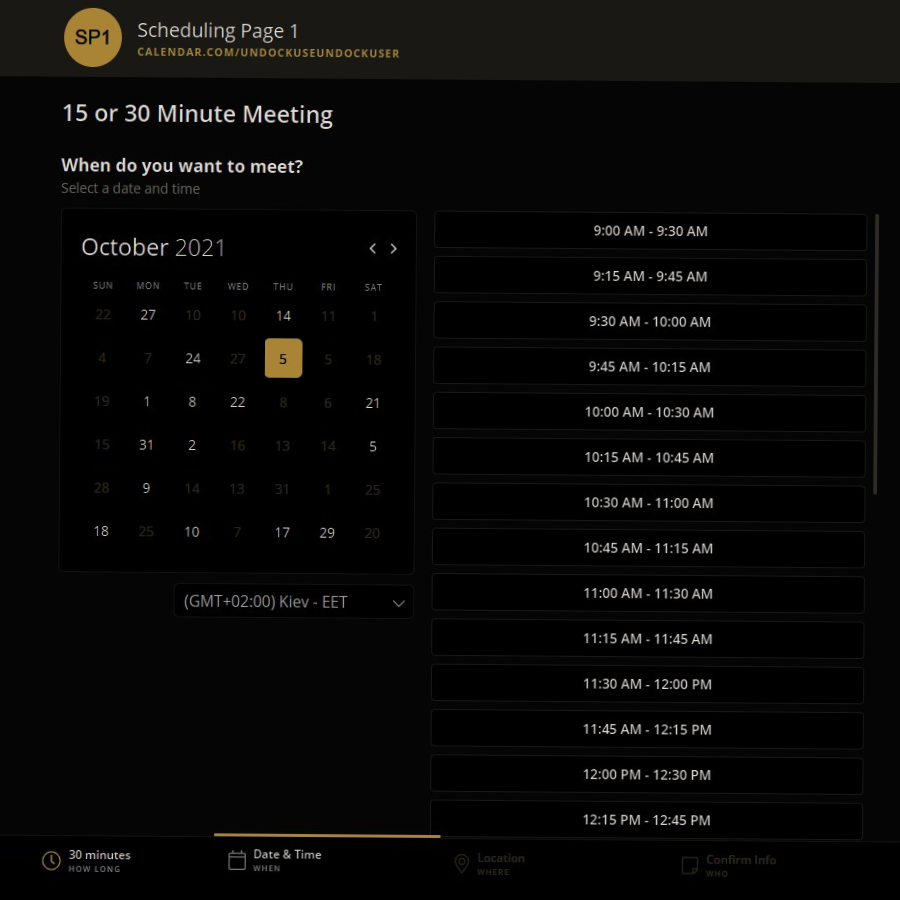 SP1
Scheduling Page 1
CALENDAR.COM/UNDOCKUSEUNDOCKUSER
15 or 30 Minute Meeting
When do you want to meet?
Select a date and time
October 2021
SUN MON TUE WED THU FRI SAT
22 27 10 10 14 11 1
4 7 24 27 5 5 18
19 1 8 22 8 6 21
15 31 2 16 13 14 5
28 9 14 13 31 1 25
18 25 10 7 17 29 20
(GMT+02:00) Kiev - EET
9:00 AM - 9:30 AM
9:15 AM - 9:45 AM
9:30 AM - 10:00 AM
9:45 AM - 10:15 AM
10:00 AM - 10:30 AM
10:15 AM - 10:45 AM
10:30 AM - 11:00 AM
10:45 AM - 11:15 AM
11:00 AM - 11:30 AM
11:15 AM - 11:45 AM
11:30 AM - 12:00 PM
11:45 AM - 12:15 PM
12:00 PM - 12:30 PM
12:15 PM - 12:45 PM
30 minutes
HOW LONG
Date & Time
WHEN
Location
WHERE
Confirm Info
WHO